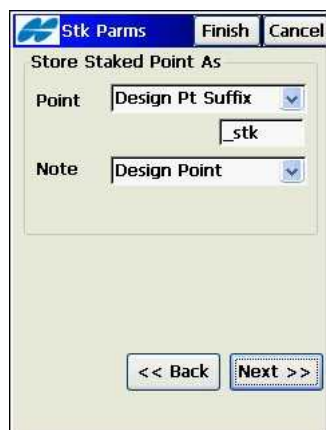 Stk Parms Finish Cancel
Store Staked Point As
Point Design Pt Suffix
_stk
Note Design Point
<< Back Next >>